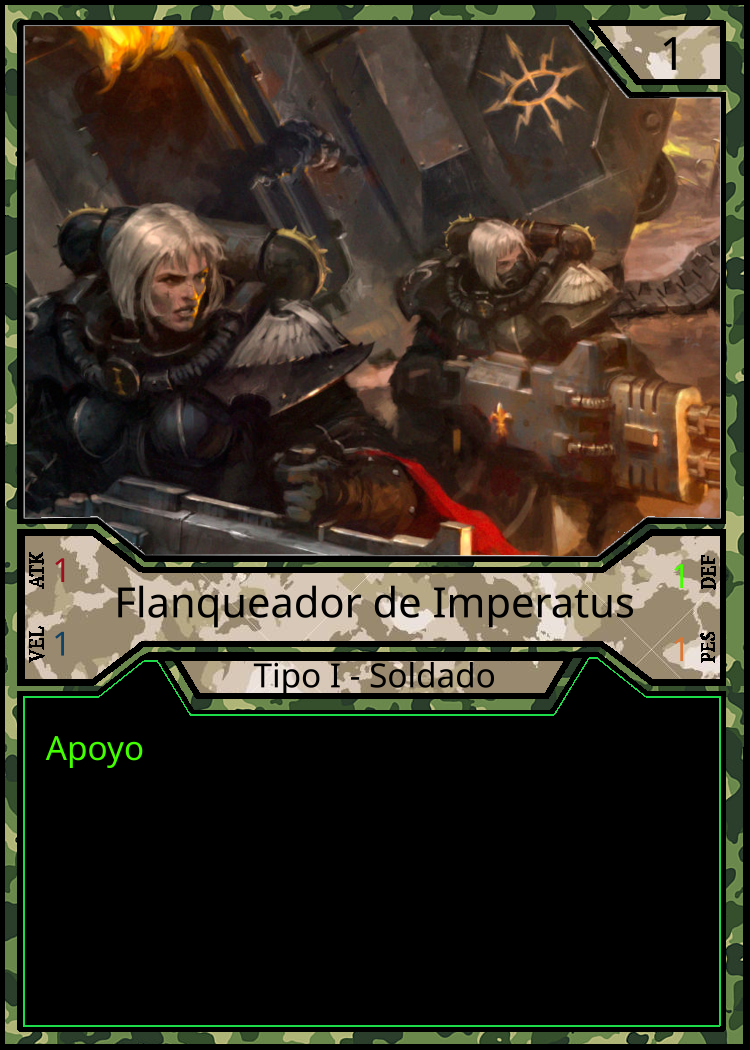 1
ATK 1
1 DEF
Flanqueador de Imperatus
VEL 1
1 PES
Tipo I - Soldado
Apoyo